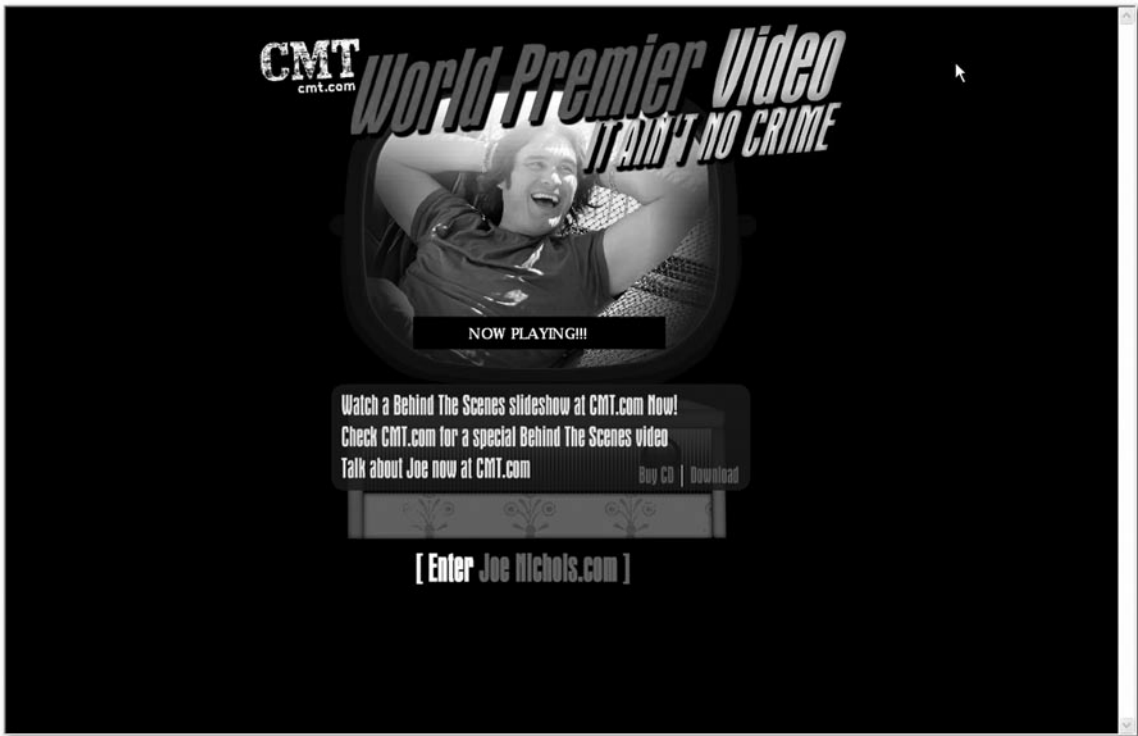 CMT
cmt.com
World Premier Video
IT AIN'T NO CRIME
NOW PLAYING!!!
Watch a Behind The Scenes slideshow at CMT.com Now!
Check CMT.com for a special Behind The Scenes video
Talk about Joe now at CMT.com
Buy CD | Download
[ Enter Joe Nichols.com ]